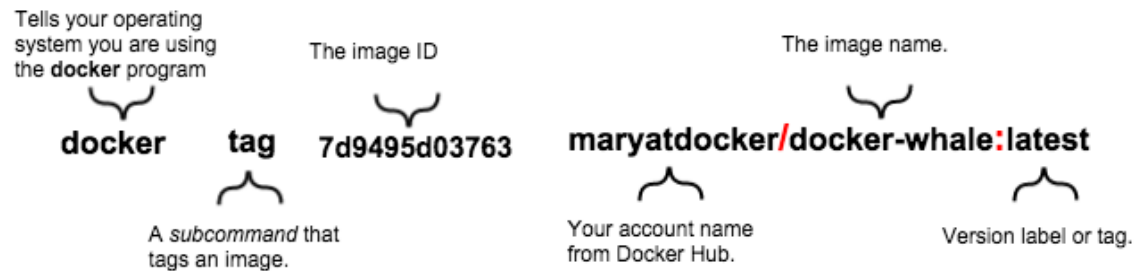 Tells your operating
system you are using
the docker program
The image ID
The image name.
docker tag 7d9495d03763 maryatdocker/docker-whale:latest
A subcommand that
tags an image.
Your account name
from Docker Hub.
Version label or tag.